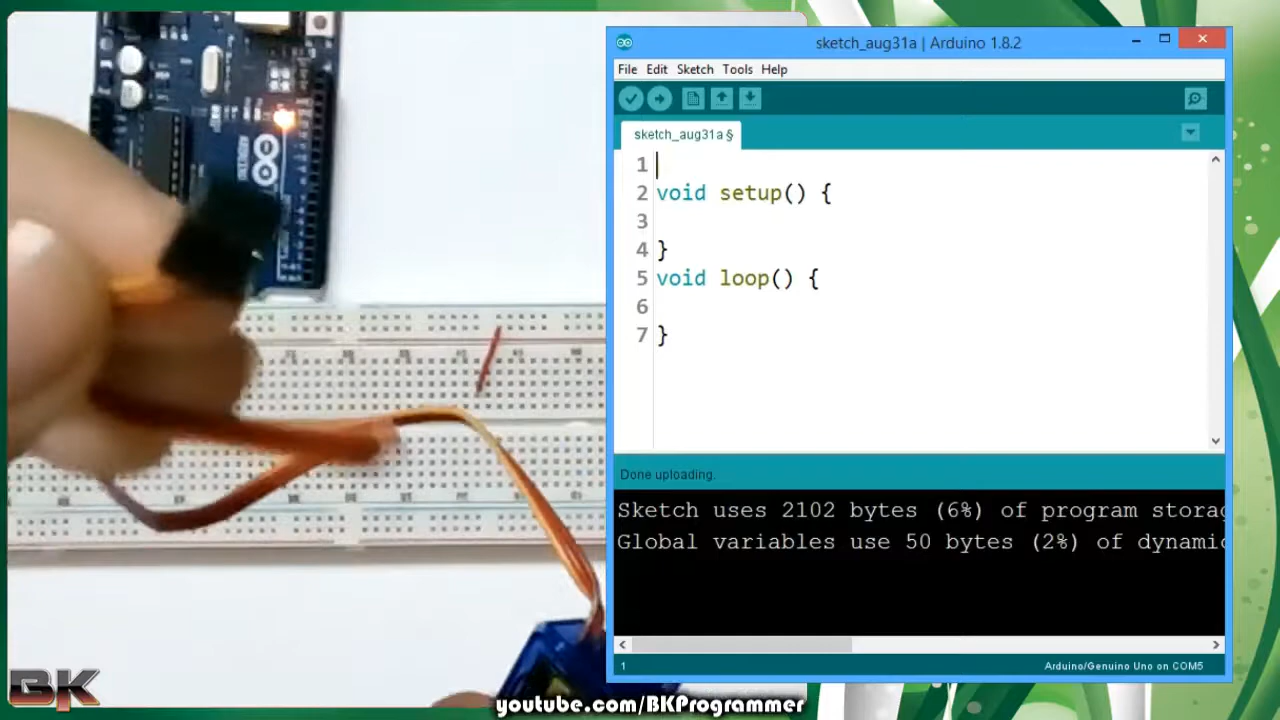 sketch_aug31a | Arduino 1.8.2
File Edit Sketch Tools Help
sketch_aug31a §
1
2 void setup() {
3
4 }
5 void loop() {
6
7 }
Done uploading.
Sketch uses 2102 bytes (6%) of program storag
Global variables use 50 bytes (2%) of dynamic
1 Arduino/Genuino Uno on COM5
BK
youtube.com/BKProgrammer